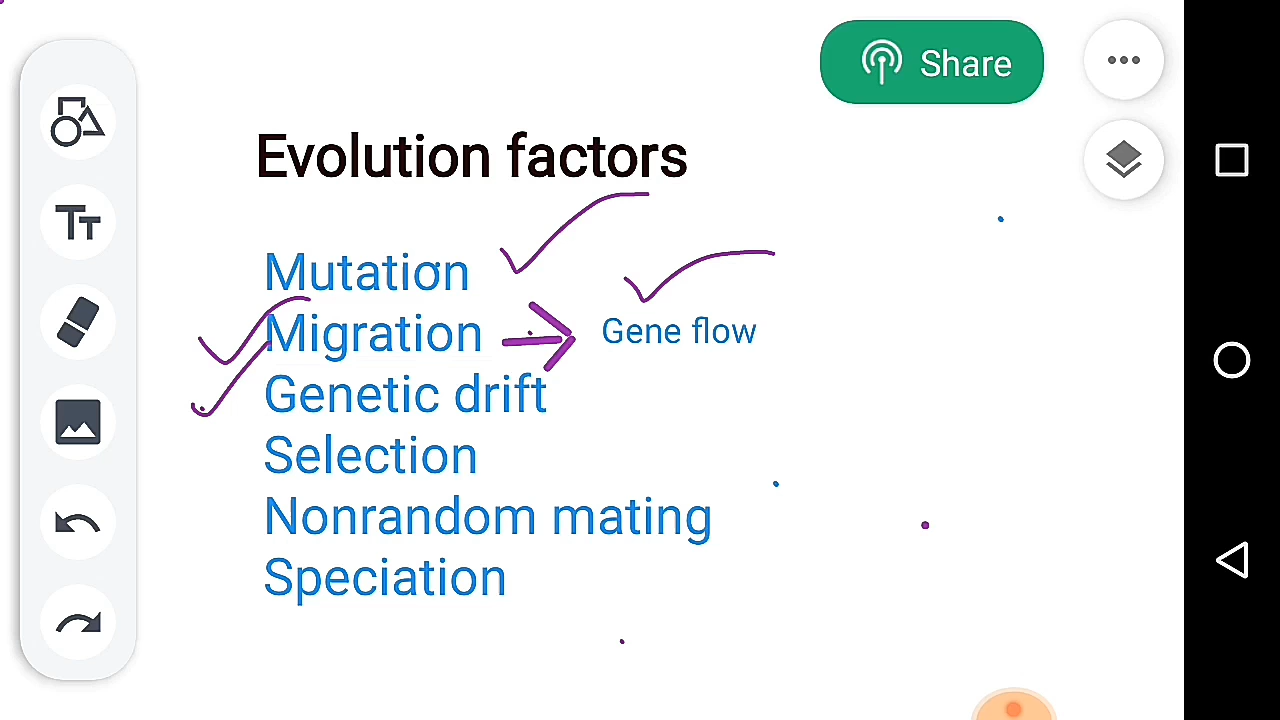 Share
Evolution factors
Mutation
Migration → Gene flow
Genetic drift
Selection
Nonrandom mating
Speciation